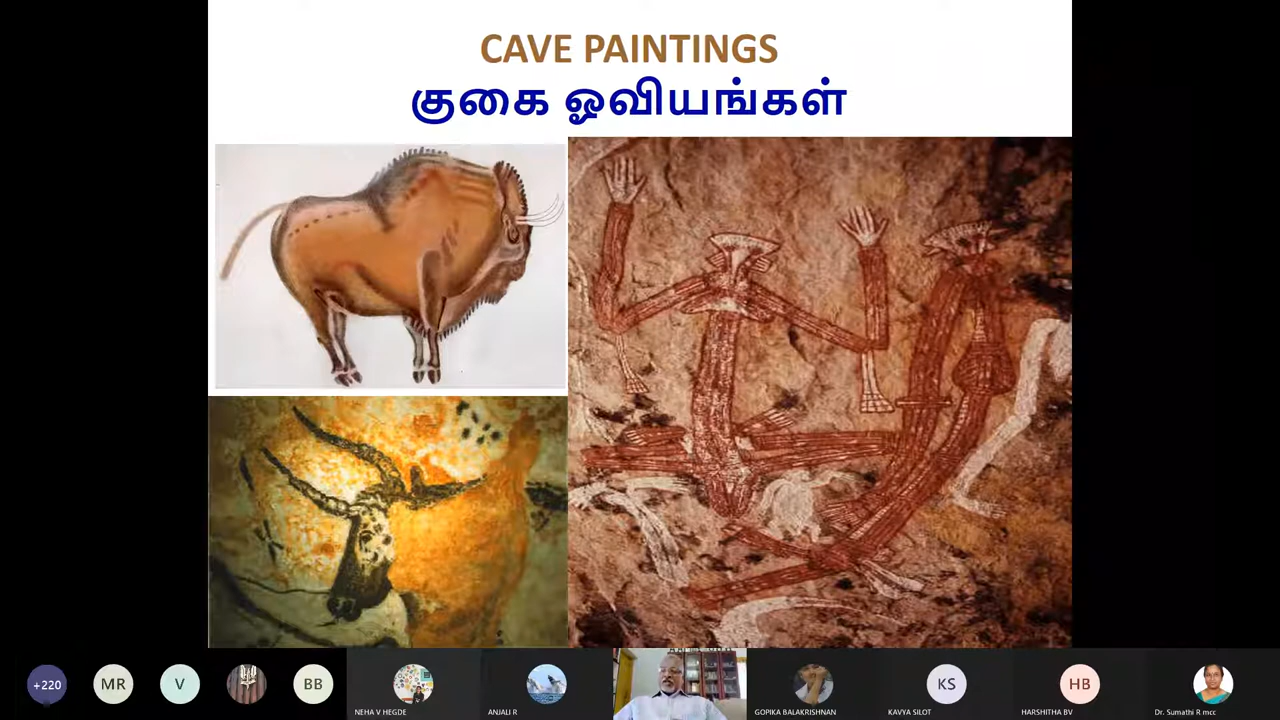 CAVE PAINTINGS
குகை ஓவியங்கள்
+220
MR
V
BB
NEHA V HEGDE
ANJALI R
GOPIKA BALAKRISHNAN
KS
KAVYA SILOT
HB
HARSHITHA BV
Dr. Sumathi R mcc